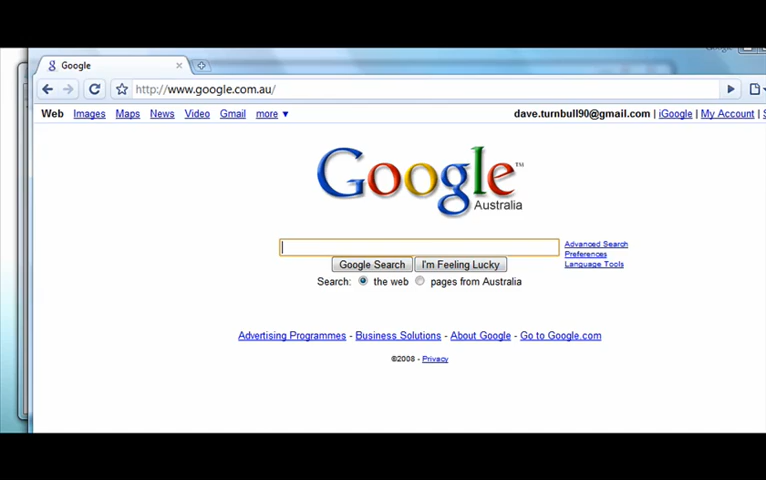 Google
http://www.google.com.au/
Web Images Maps News Video Gmail more ▼ dave.turnbull90@gmail.com | iGoogle | My Account |
Google™
Australia
Advanced Search
Preferences
Language Tools
Google Search I'm Feeling Lucky
Search: the web pages from Australia
Advertising Programmes - Business Solutions - About Google - Go to Google.com
©2008 - Privacy